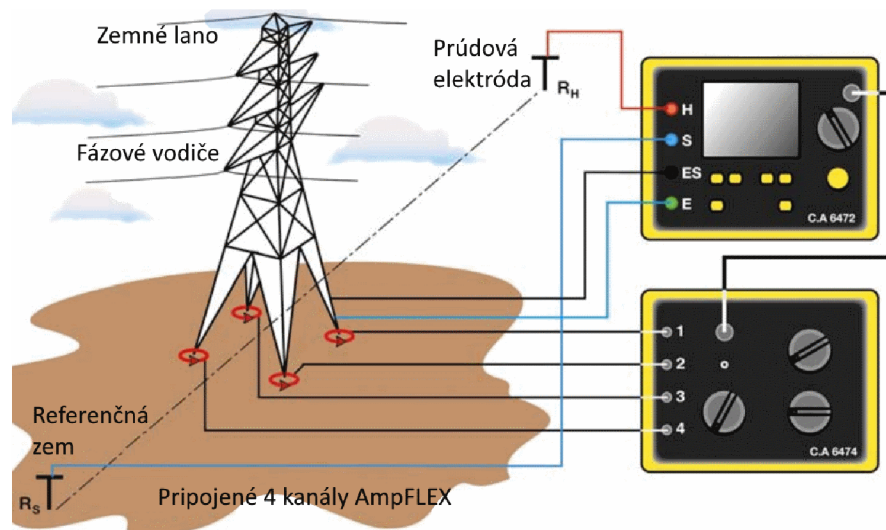 Zemné lano
Prúdová
elektróda
RH
Fázové vodiče
H
S
ES
E
C.A 6472
1
2
3
4
C.A 6474
Referenčná
zem
RS
Pripojené 4 kanály AmpFLEX